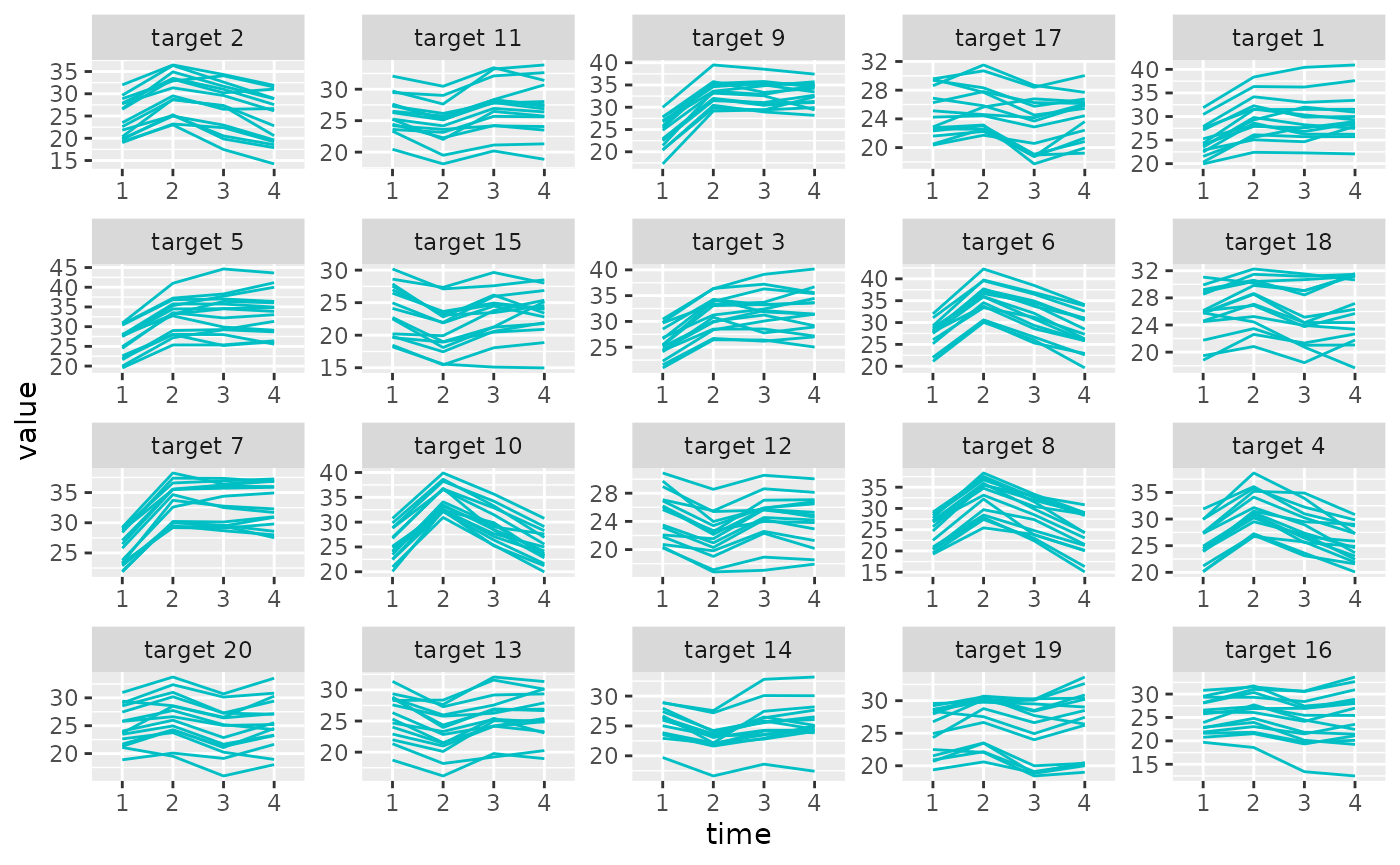 target 2 target 11 target 9 target 17 target 1
35 30 25 20 15
30 20
40 35 30 25 20
32 28 24 20
40 35 30 25 20
1 2 3 4 1 2 3 4 1 2 3 4 1 2 3 4 1 2 3 4
target 5 target 15 target 3 target 6 target 18
45 40 35 30 25 20
30 25 20 15
40 35 30 25
40 35 30 25 20
32 28 24 20
1 2 3 4 1 2 3 4 1 2 3 4 1 2 3 4 1 2 3 4
value
target 7 target 10 target 12 target 8 target 4
35 30 25
40 35 30 25 20
28 24 20
35 30 25 20 15
35 30 25 20
1 2 3 4 1 2 3 4 1 2 3 4 1 2 3 4 1 2 3 4
target 20 target 13 target 14 target 19 target 16
30 25 20
30 25 20
30 20
30 25 20
30 25 20 15
1 2 3 4 1 2 3 4 1 2 3 4 1 2 3 4 1 2 3 4
time